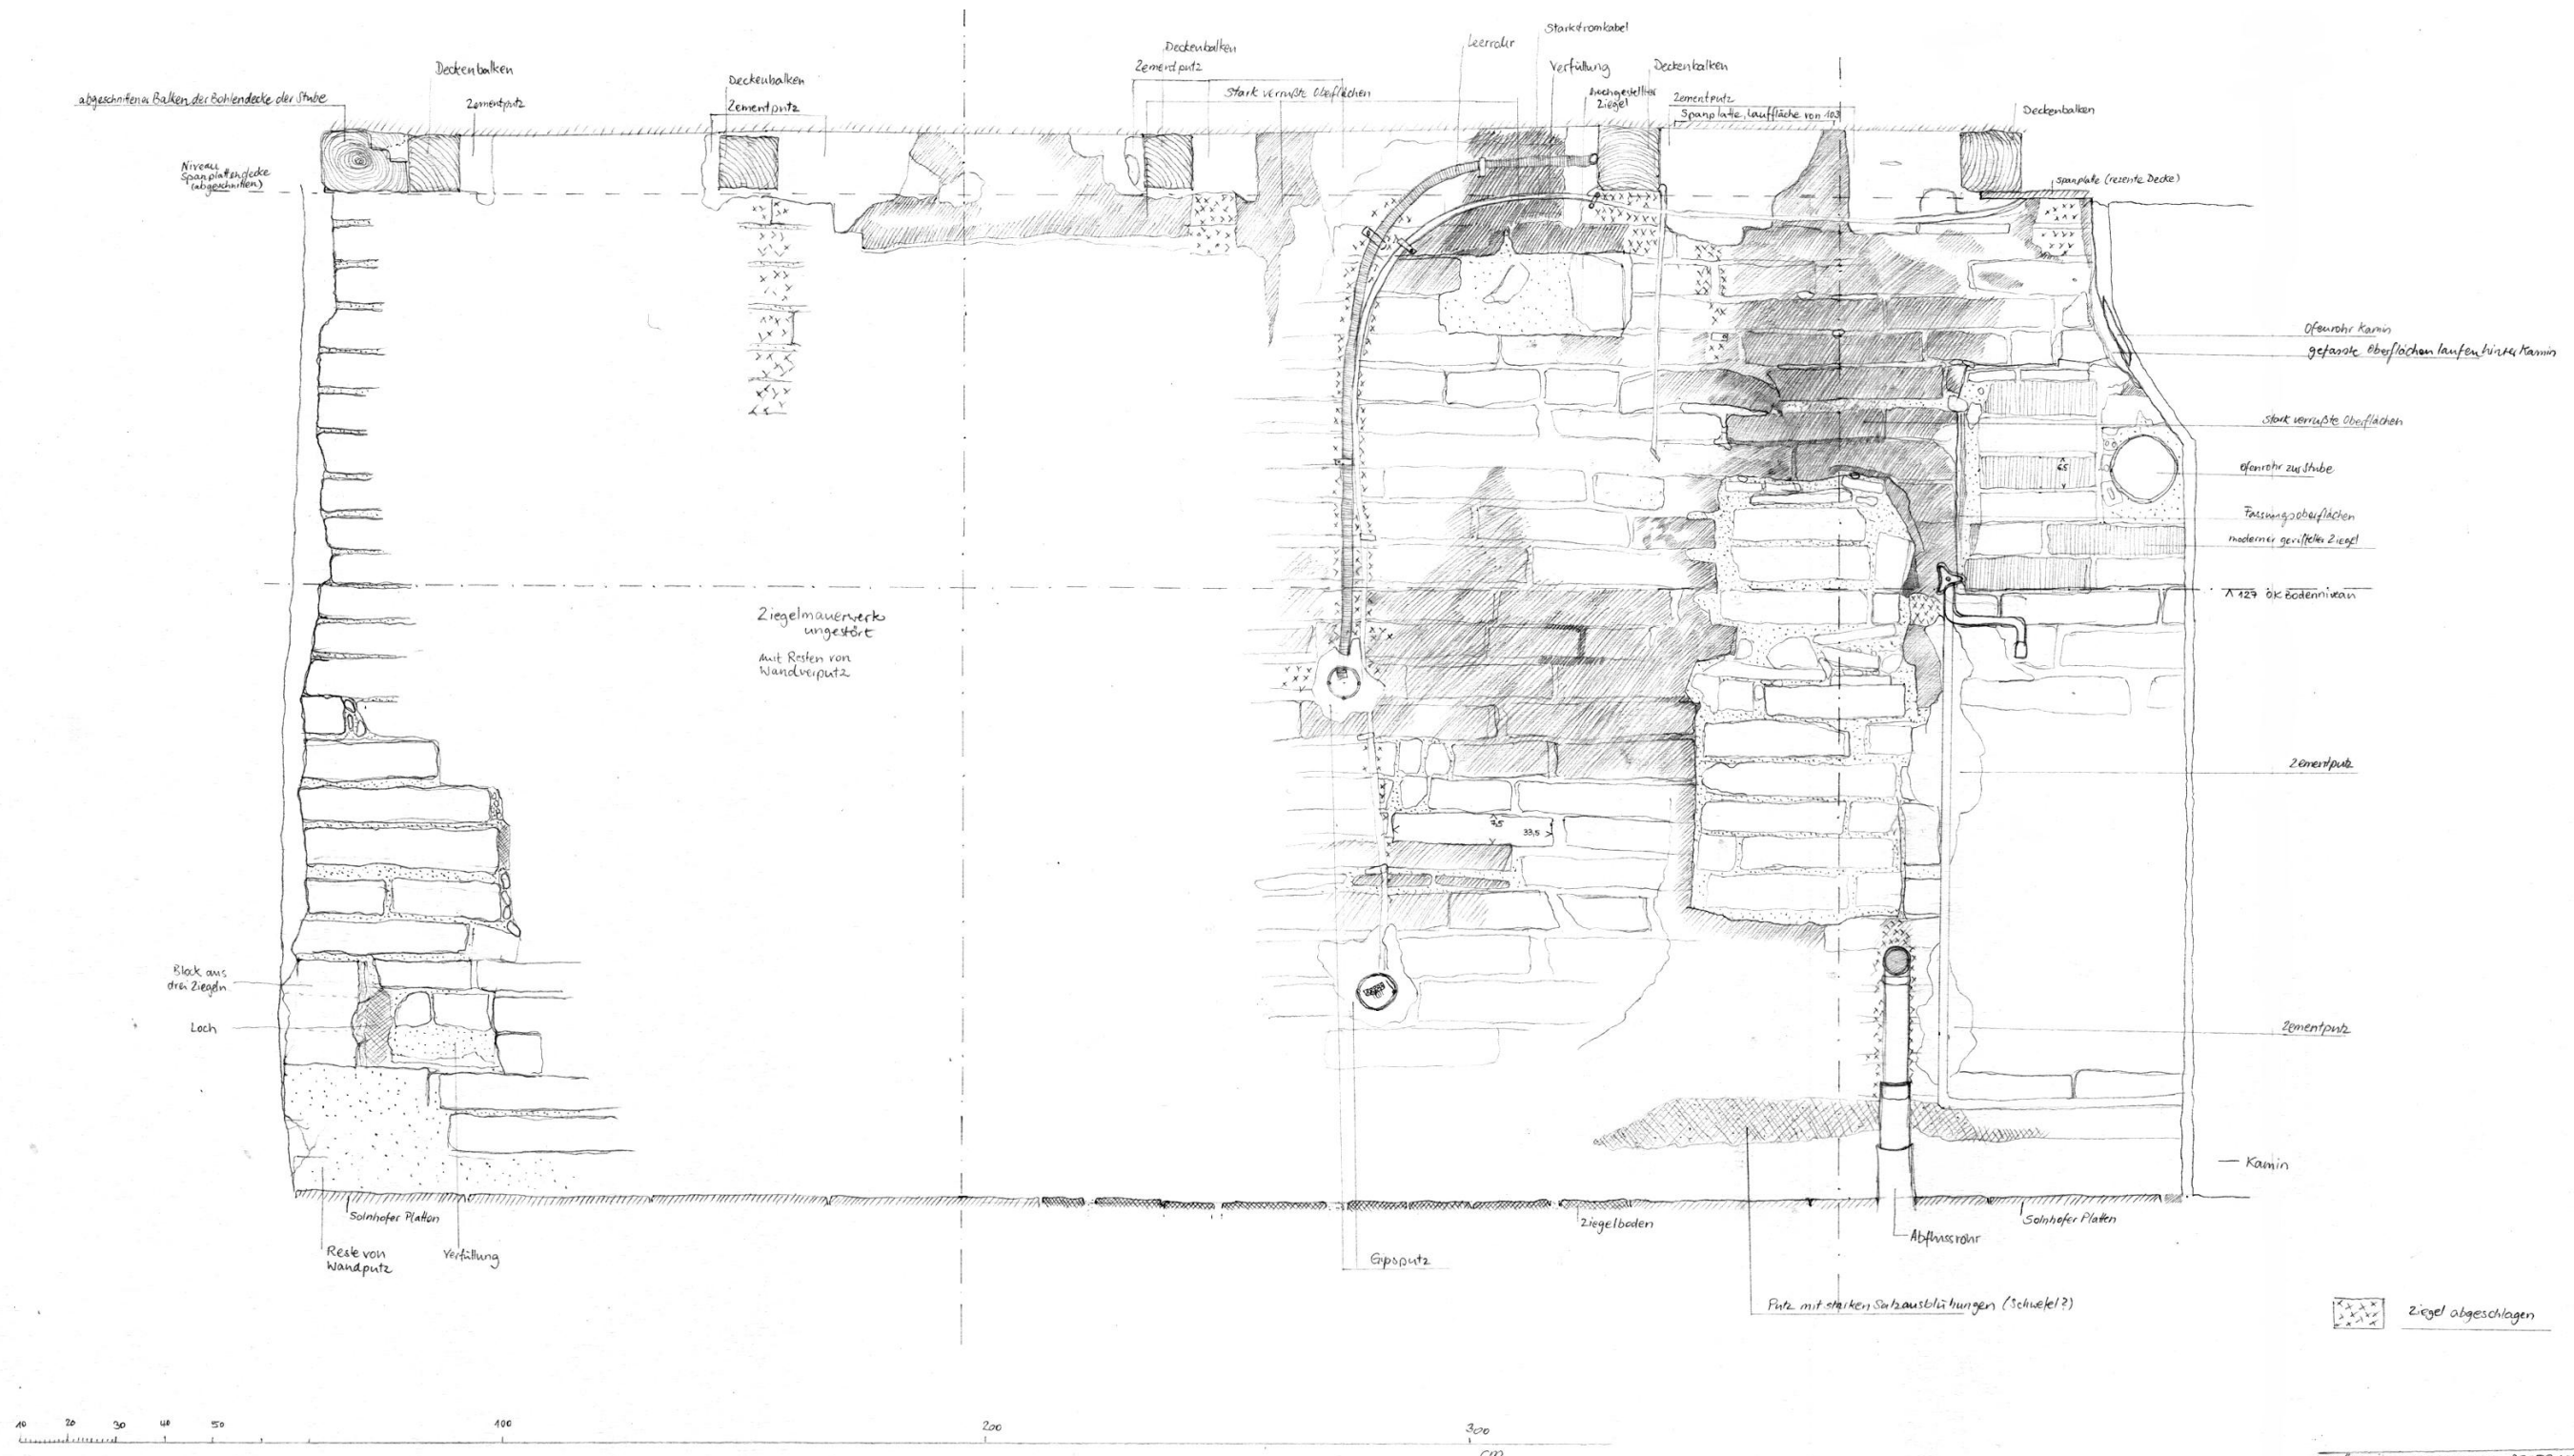 Starkstromkabel
Leerrohr
Deckenbalken
Zementputz
Verfüllung
Deckenbalken
Deckenbalken
Deckenbalken
Zementputz
Stark verrußte Oberflächen
hochgestellter
Ziegel
Zementputz
Spanplatte, Lauffläche von 103
Deckenbalken
abgeschnittener Balken der Bohlendecke der Stube
Zementputz
Niveau
Spanplattendecke
(abgeschnitten)
Spanplatte (rezente Decke)
Ofenrohr Kamin
gefasste Oberflächen laufen hinter Kamin
Stark verrußte Oberflächen
6,5
Ofenrohr zur Stube
Fassungsoberflächen
moderner geriffelter Ziegel
127 ÖK Bodenniveau
Ziegelmauerwerk
ungestört
mit Resten von
Wandverputz
Zementputz
7,5
33,5
Block aus
drei Ziegeln
Loch
Zementputz
Kamin
Solnhofer Platten
Ziegelboden
Solnhofer Platten
Reste von
Wandputz
Verfüllung
Gipsputz
Abflussrohr
Putz mit starken Salzausblühungen (Schwefel?)
Ziegel abgeschlagen
10 20 30 40 50 100 200 300
cm